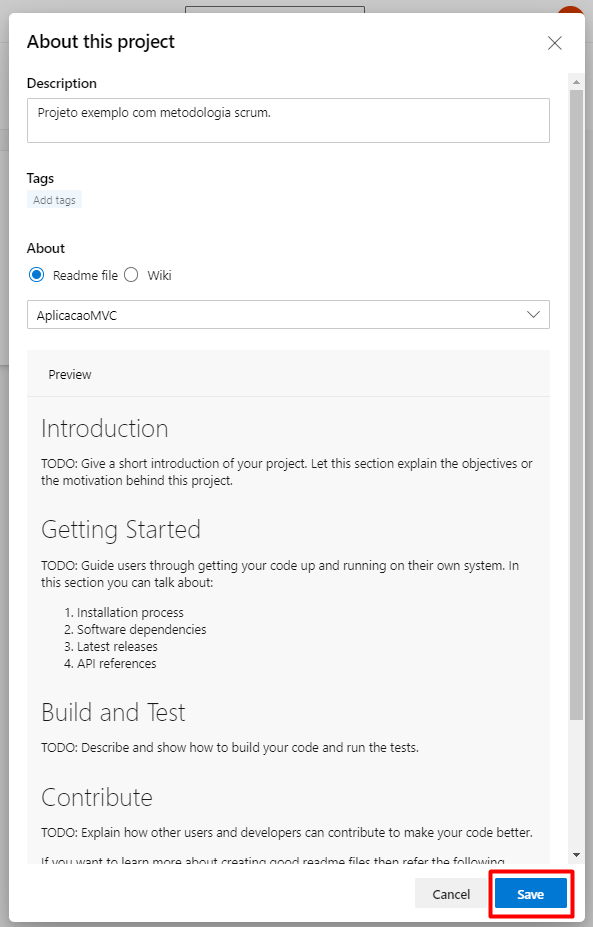 About this project
Description
Projeto exemplo com metodologia scrum.
Tags
Add tags
About
Readme file Wiki
AplicacaoMVC
Preview
Introduction
TODO: Give a short introduction of your project. Let this section explain the objectives or
the motivation behind this project.
Getting Started
TODO: Guide users through getting your code up and running on their own system. In
this section you can talk about:
1. Installation process
2. Software dependencies
3. Latest releases
4. API references
Build and Test
TODO: Describe and show how to build your code and run the tests.
Contribute
TODO: Explain how other users and developers can contribute to make your code better.
If you want to learn more about creating good readme files then refer the following
Cancel Save